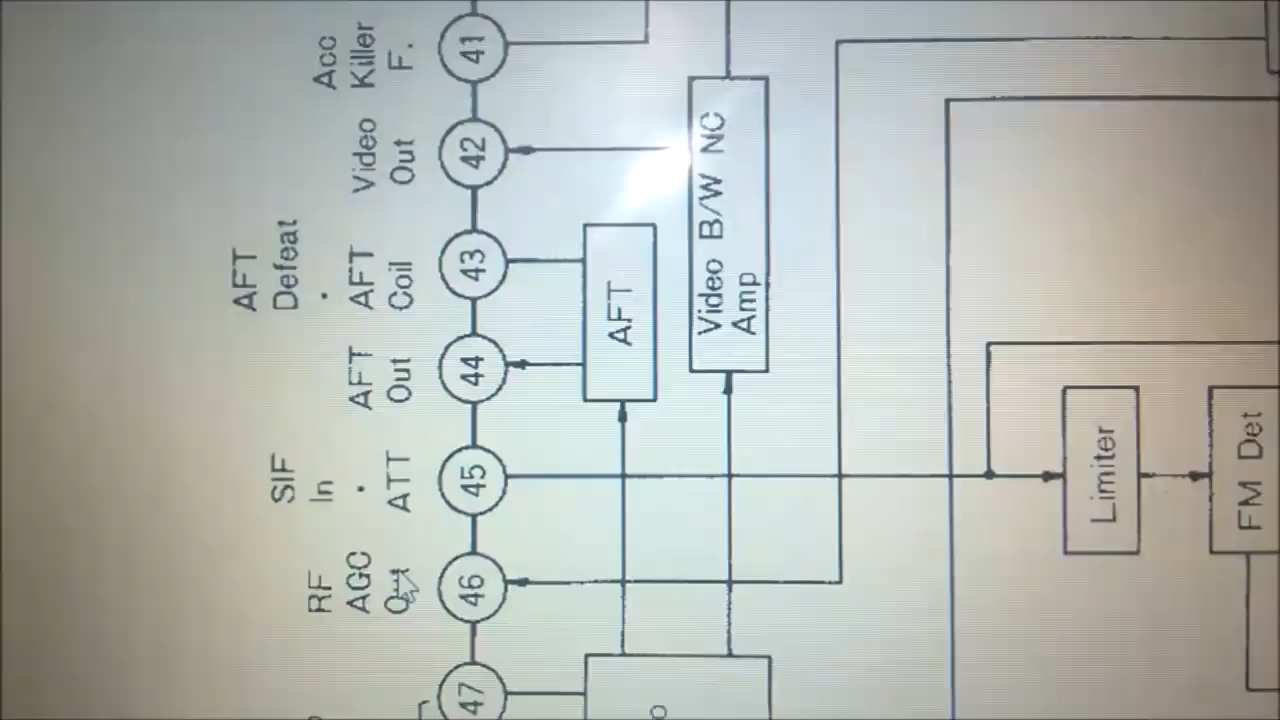 Acc
Killer
F.
41
Video
Out
42
AFT
Defeat
·
AFT
Coil
43
AFT
Out
44
SIF
In
·
ATT
45
RF
AGC
46
47
AFT
Video B/W NC
Amp
Limiter
FM Det